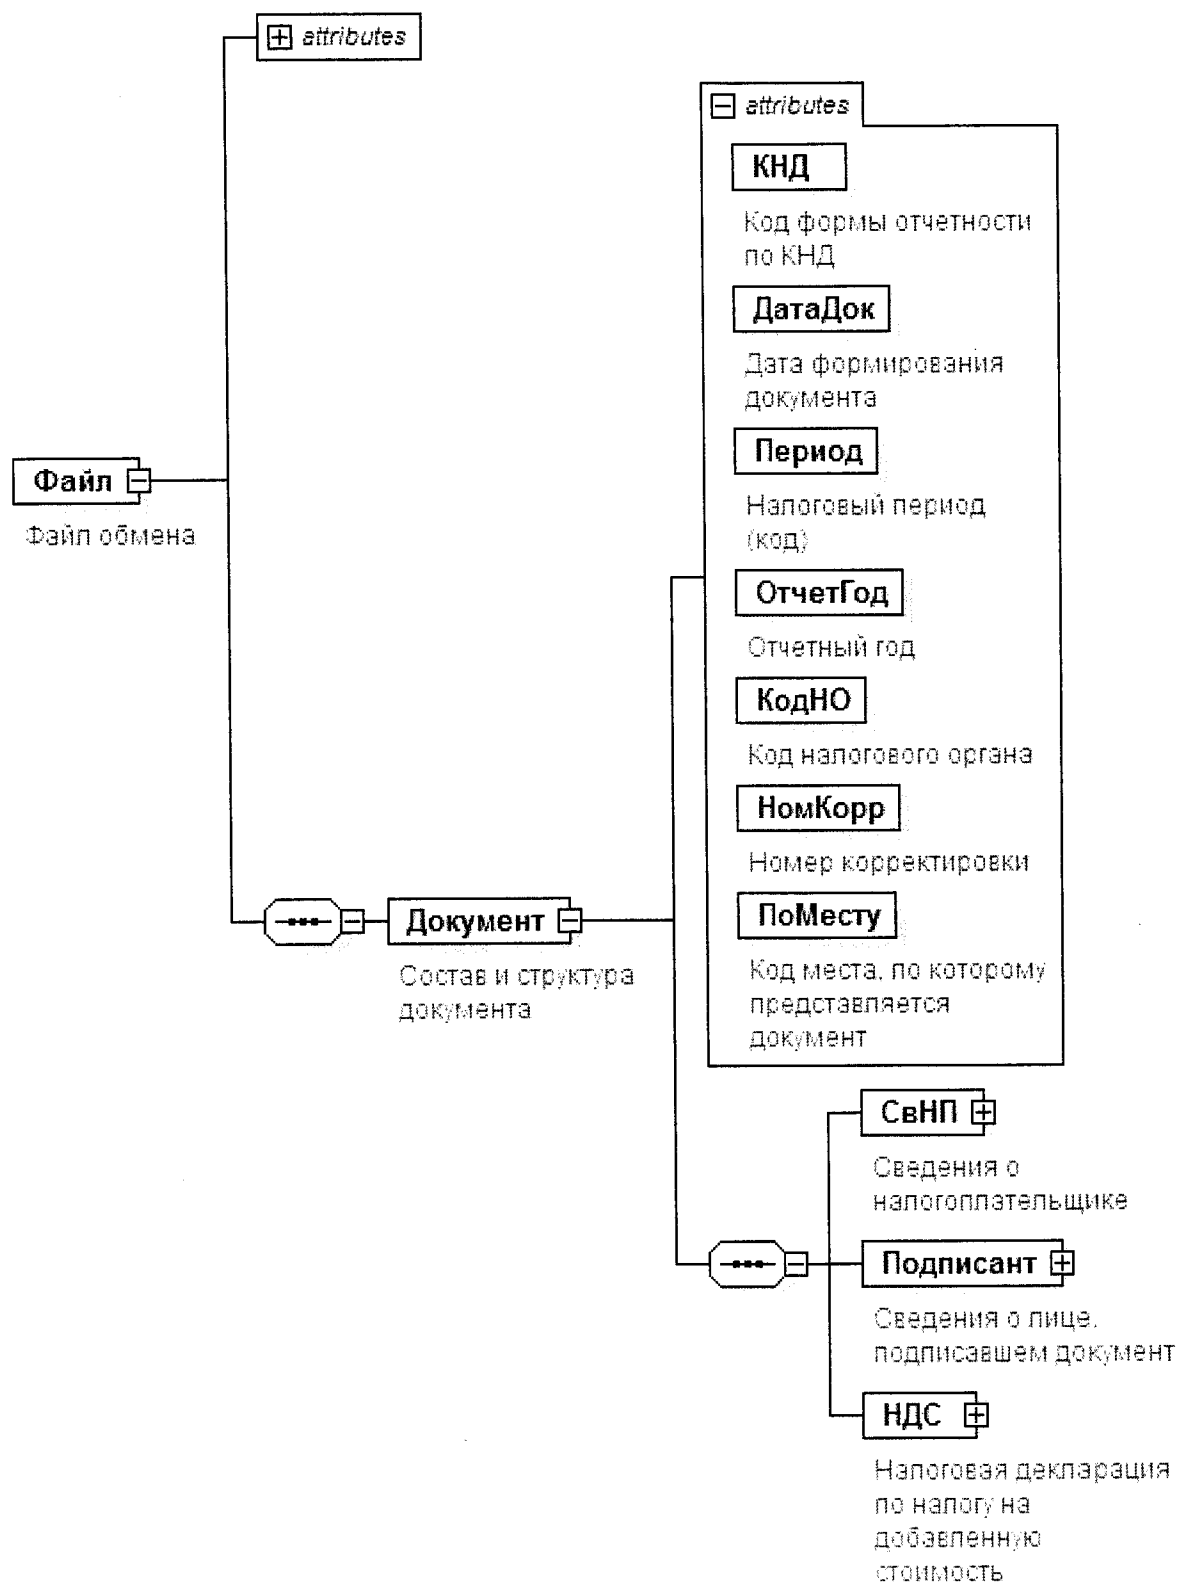 attributes
attributes
КНД
Код формы отчетности
по КНД
ДатаДок
Дата формирования
документа
Период
Налоговый период
(код)
ОтчетГод
Отчетный год
КодНО
Код налогового органа
НомКорр
Номер корректировки
ПоМесту
Код места, по которому
представляется
документ
Файл
Файл обмена
Документ
Состав и структура
документа
СвНП
Сведения о
налогоплательщике
Подписант
Сведения о лице,
подписавшем документ
НДС
Налоговая декларация
по налогу на
добавленную
стоимость